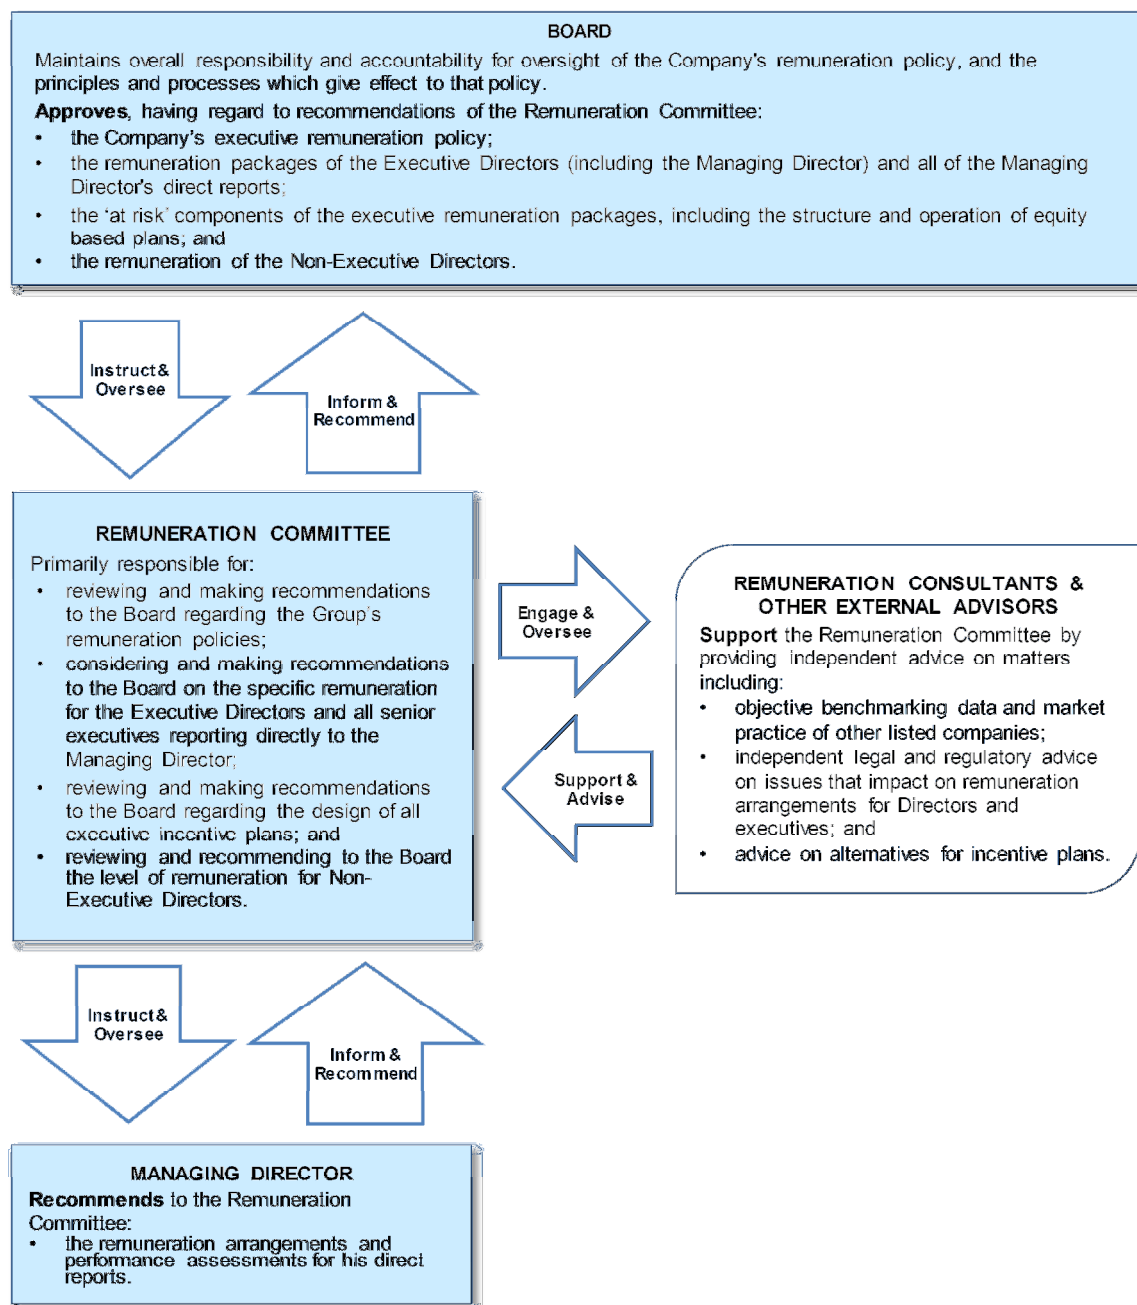 BOARD
Maintains overall responsibility and accountability for oversight of the Company's remuneration policy, and the
principles and processes which give effect to that policy.
Approves, having regard to recommendations of the Remuneration Committee:
• the Company's executive remuneration policy;
• the remuneration packages of the Executive Directors (including the Managing Director) and all of the Managing
Director's direct reports;
• the 'at risk' components of the executive remuneration packages, including the structure and operation of equity
based plans; and
• the remuneration of the Non-Executive Directors.
Instruct &
Oversee
Inform &
Recommend
REMUNERATION COMMITTEE
Primarily responsible for:
• reviewing and making recommendations
to the Board regarding the Group's
remuneration policies;
• considering and making recommendations
to the Board on the specific remuneration
for the Executive Directors and all senior
executives reporting directly to the
Managing Director;
• reviewing and making recommendations
to the Board regarding the design of all
executive incentive plans; and
• reviewing and recommending to the Board
the level of remuneration for Non-
Executive Directors.
Engage &
Oversee
Support &
Advise
REMUNERATION CONSULTANTS &
OTHER EXTERNAL ADVISORS
Support the Remuneration Committee by
providing independent advice on matters
including:
• objective benchmarking data and market
practice of other listed companies;
• independent legal and regulatory advice
on issues that impact on remuneration
arrangements for Directors and
executives; and
• advice on alternatives for incentive plans.
Instruct &
Oversee
Inform &
Recommend
MANAGING DIRECTOR
Recommends to the Remuneration
Committee:
• the remuneration arrangements and
performance assessments for his direct
reports.